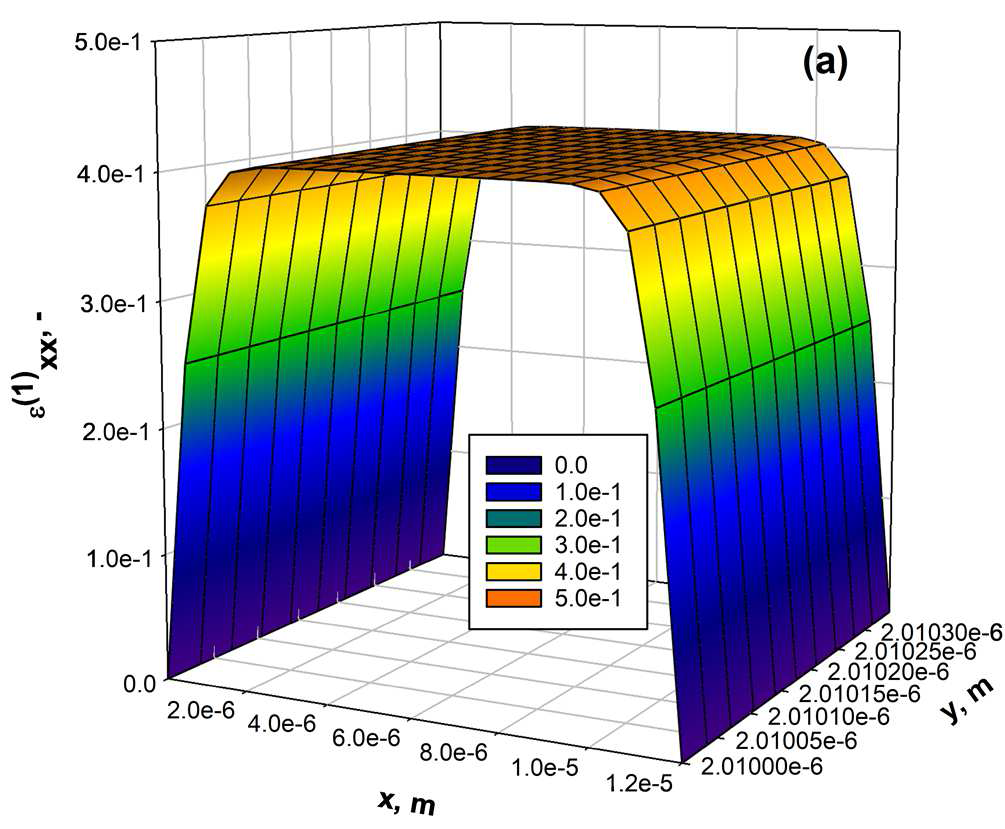 (a)
5.0e-1
4.0e-1
3.0e-1
2.0e-1
1.0e-1
0.0
ε(1)xx, -
0.0
1.0e-1
2.0e-1
3.0e-1
4.0e-1
5.0e-1
2.0e-6
4.0e-6
6.0e-6
8.0e-6
1.0e-5
1.2e-5
x, m
2.01030e-6
2.01025e-6
2.01020e-6
2.01015e-6
2.01010e-6
2.01005e-6
2.01000e-6
y, m